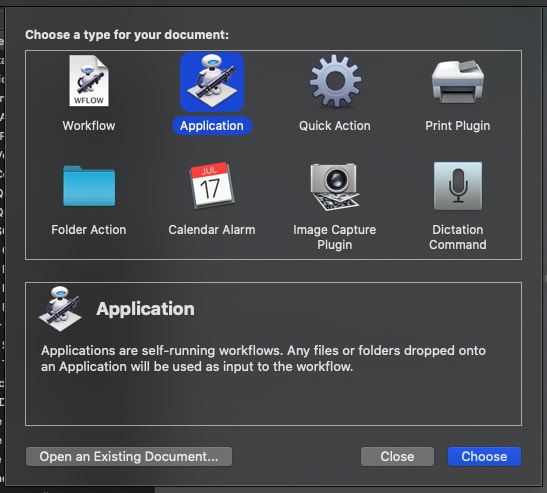 Choose a type for your document:
WFLOW
Workflow
Application
Quick Action
Print Plugin
JUL
17
Folder Action
Calendar Alarm
Image Capture
Plugin
Dictation
Command
Application
Applications are self-running workflows. Any files or folders dropped onto
an Application will be used as input to the workflow.
Open an Existing Document...
Close
Choose